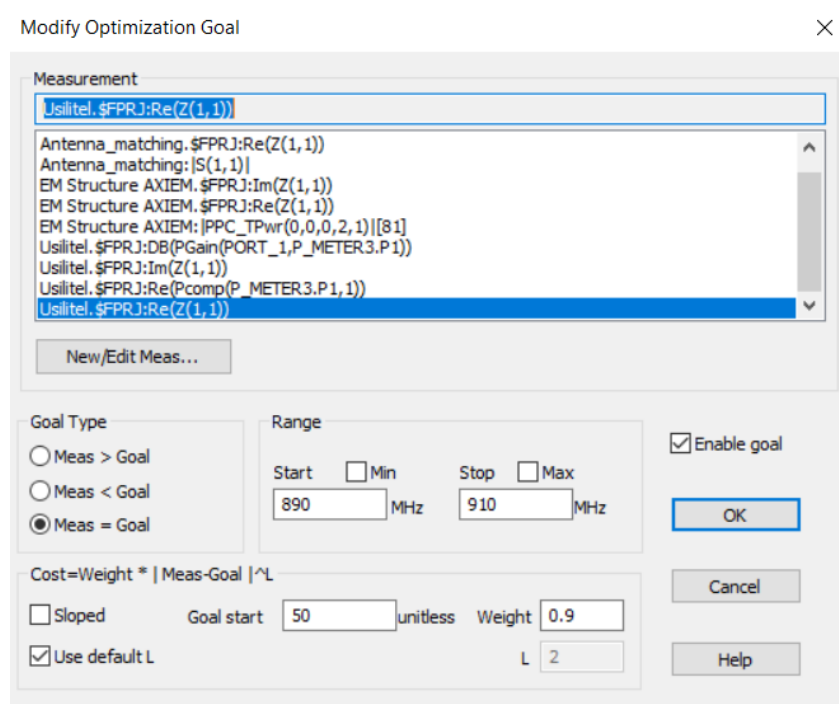 Modify Optimization Goal
Measurement
Usilitel.$FPRJ:Re(Z(1,1))
Antenna_matching.$FPRJ:Re(Z(1,1))
Antenna_matching:|S(1,1)|
EM Structure AXIEM.$FPRJ:Im(Z(1,1))
EM Structure AXIEM.$FPRJ:Re(Z(1,1))
EM Structure AXIEM:|PPC_TPwr(0,0,0,2,1)|[81]
Usilitel.$FPRJ:DB(PGain(PORT_1,P_METER3.P1))
Usilitel.$FPRJ:Im(Z(1,1))
Usilitel.$FPRJ:Re(Pcomp(P_METER3.P1,1))
Usilitel.$FPRJ:Re(Z(1,1))
New/Edit Meas...
Goal Type
Meas > Goal
Meas < Goal
Meas = Goal
Range
Start Min Stop Max
890 MHz 910 MHz
Enable goal
OK
Cost=Weight * | Meas-Goal |^L
Sloped Goal start 50 unitless Weight 0.9
Use default L L 2
Cancel
Help